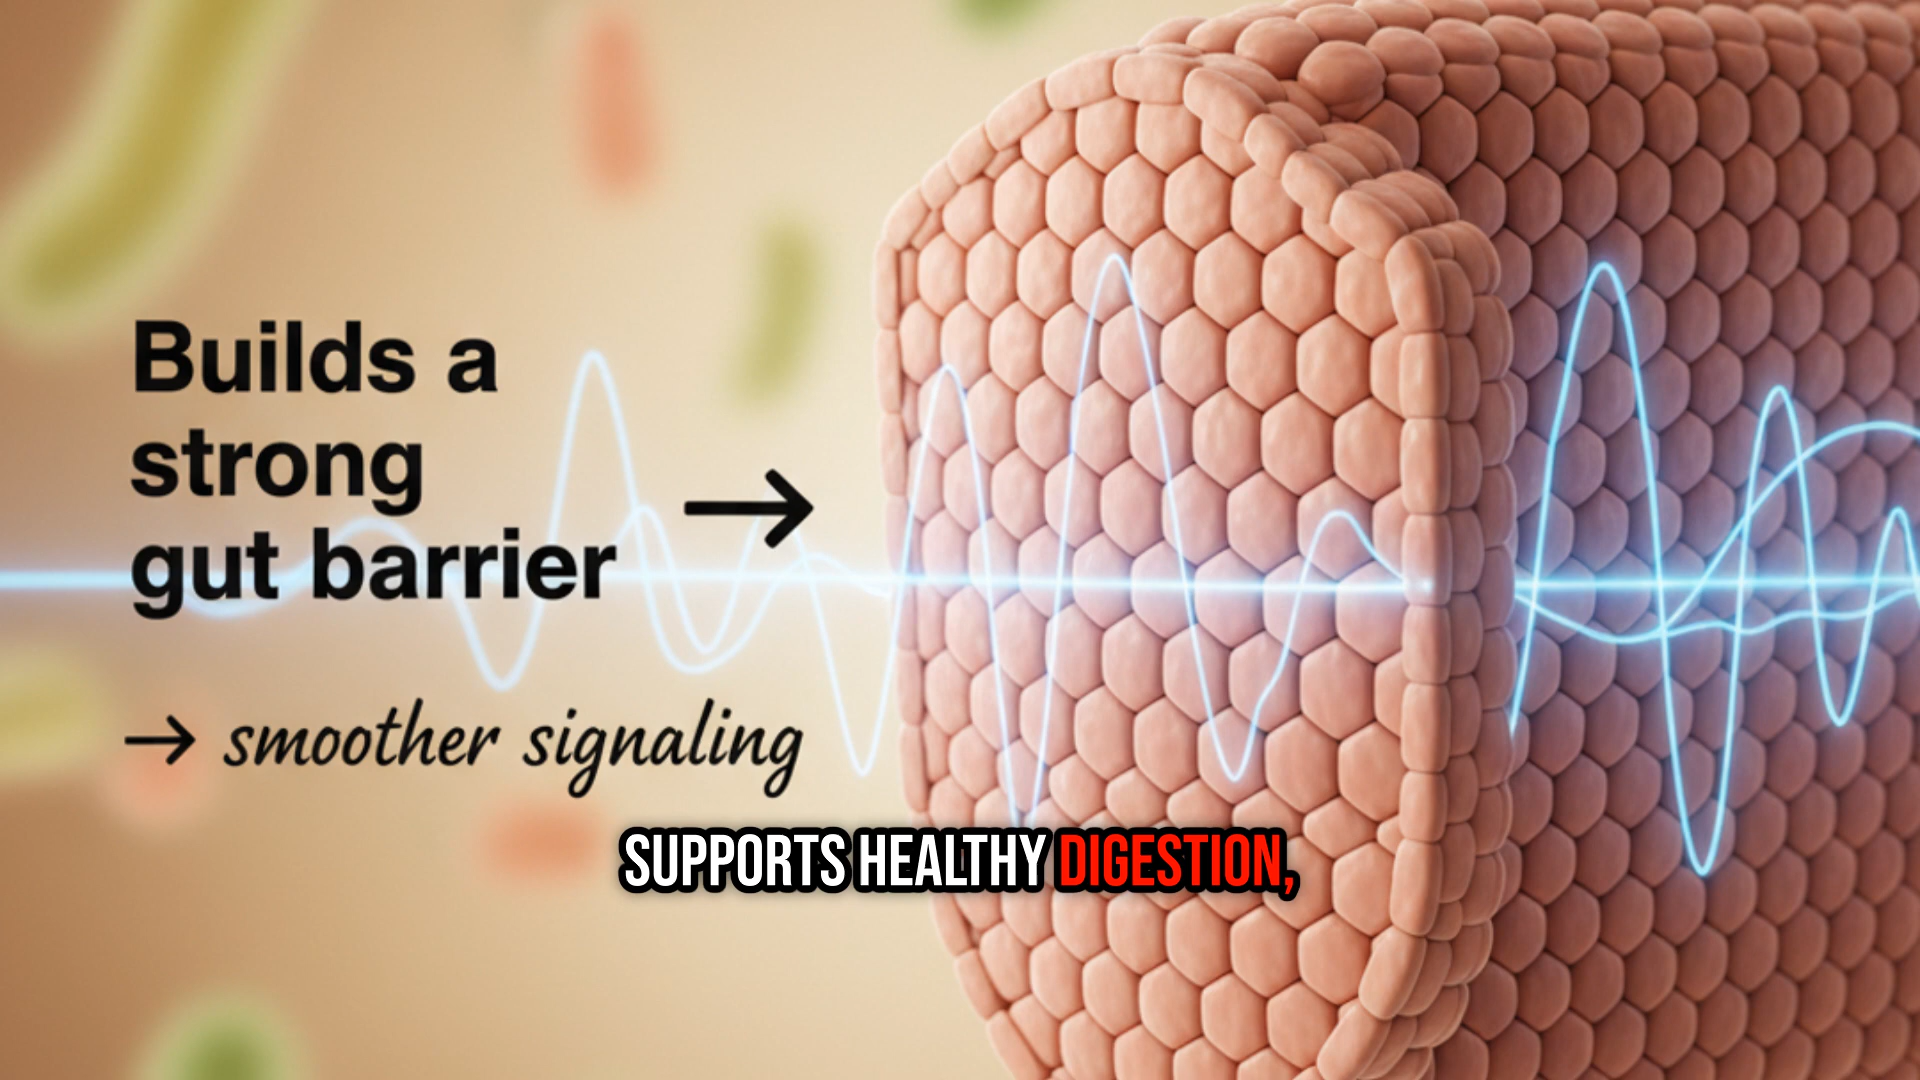 Builds a
strong
gut barrier →
→ smoother signaling
SUPPORTS HEALTHY DIGESTION,